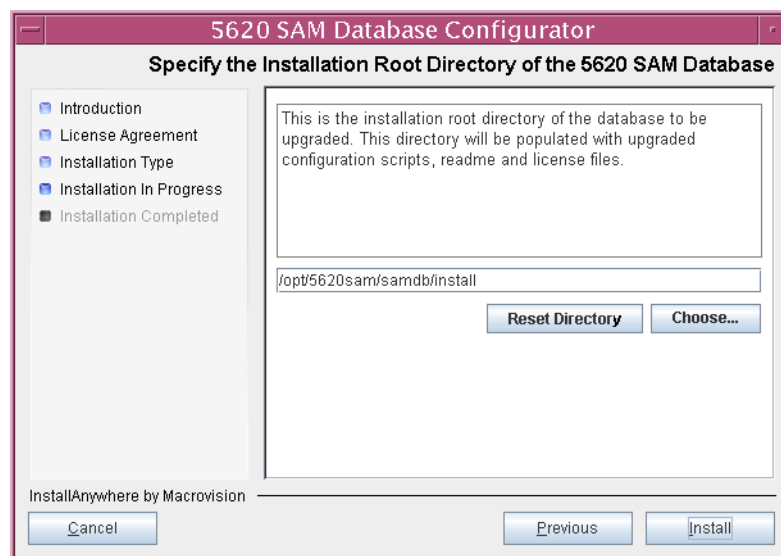 5620 SAM Database Configurator
Specify the Installation Root Directory of the 5620 SAM Database
Introduction
License Agreement
Installation Type
Installation In Progress
Installation Completed
This is the installation root directory of the database to be
upgraded. This directory will be populated with upgraded
configuration scripts, readme and license files.
/opt/5620sam/samdb/install
Reset Directory
Choose...
InstallAnywhere by Macrovision
Cancel
Previous
Install